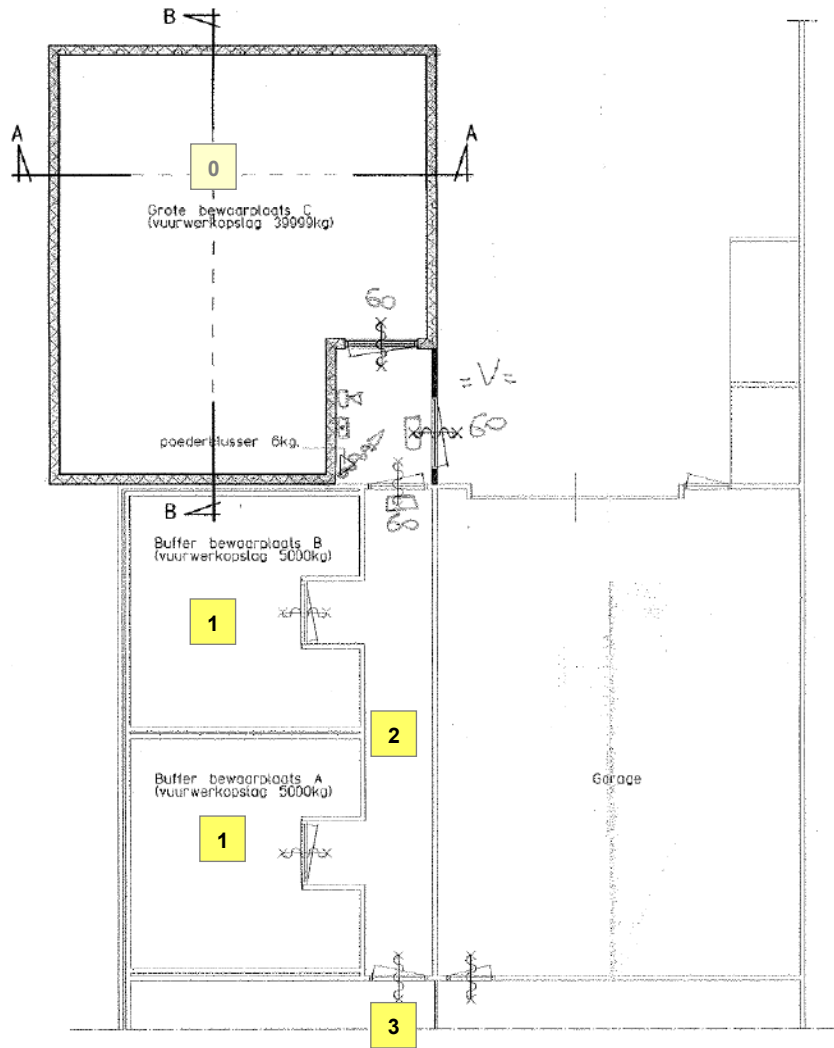 B
A
A
0
Grote bewaarplaats C
(vuurwerkopslag 39999kg)
60
=V=
poederblusser 6kg.
60
B
60
Buffer bewaarplaats B
(vuurwerkopslag 5000kg)
1
2
Buffer bewaarplaats A
(vuurwerkopslag 5000kg)
Garage
1
3